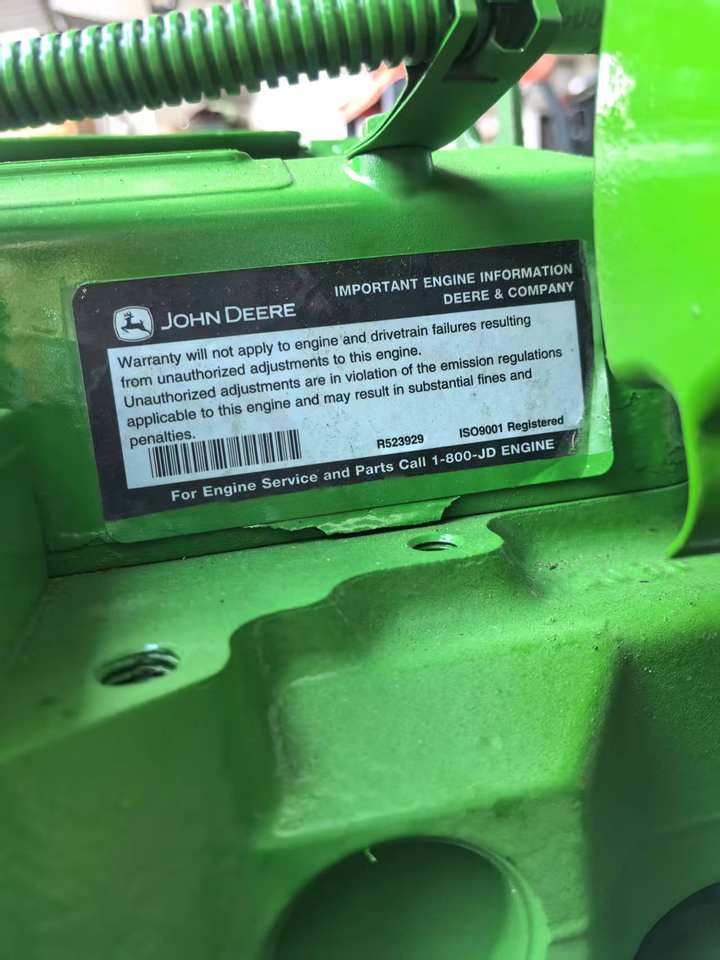 JOHN DEERE
IMPORTANT ENGINE INFORMATION
DEERE & COMPANY
Warranty will not apply to engine and drivetrain failures resulting
from unauthorized adjustments to this engine.
Unauthorized adjustments are in violation of the emission regulations
applicable to this engine and may result in substantial fines and
penalties.
R523929
ISO9001 Registered
For Engine Service and Parts Call 1-800-JD ENGINE